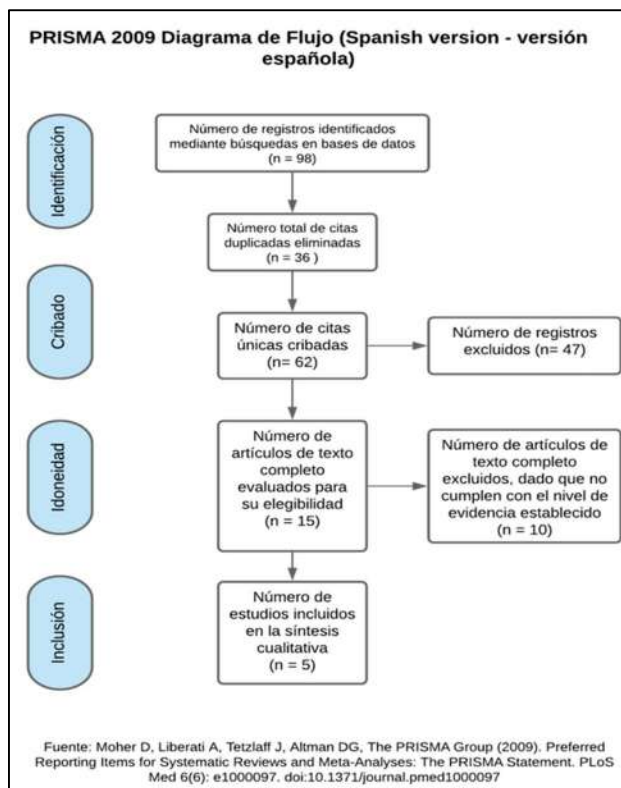 PRISMA 2009 Diagrama de Flujo (Spanish version - versión
española)
Identificación
Número de registros identificados
mediante búsquedas en bases de datos
(n = 98)
Número total de citas
duplicadas eliminadas
(n = 36 )
Cribado
Número de citas
únicas cribadas
(n= 62)
Número de registros
excluidos (n= 47)
Idoneidad
Número de
artículos de texto
completo
evaluados para
su elegibilidad
(n = 15)
Número de artículos de
texto completo
excluidos, dado que no
cumplen con el nivel de
evidencia establecido
(n = 10)
Inclusión
Número de
estudios incluidos
en la síntesis
cualitativa
(n = 5)
Fuente: Moher D, Liberati A, Tetzlaff J, Altman DG, The PRISMA Group (2009). Preferred
Reporting Items for Systematic Reviews and Meta-Analyses: The PRISMA Statement. PLoS
Med 6(6): e1000097. doi:10.1371/journal.pmed1000097